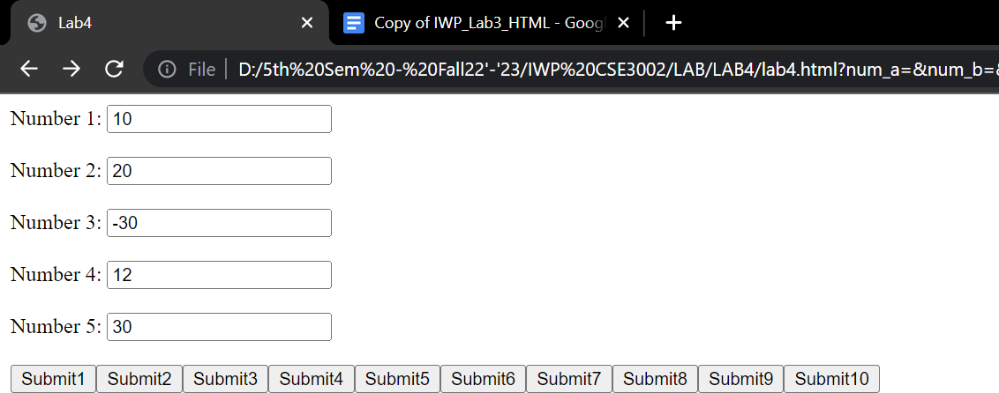 Lab4
Copy of IWP_Lab3_HTML - Goog
File D:/5th%20Sem%20-%20Fall22'-'23/IWP%20CSE3002/LAB/LAB4/lab4.html?num_a=&num_b=&
Number 1: 10
Number 2: 20
Number 3: -30
Number 4: 12
Number 5: 30
Submit1 Submit2 Submit3 Submit4 Submit5 Submit6 Submit7 Submit8 Submit9 Submit10